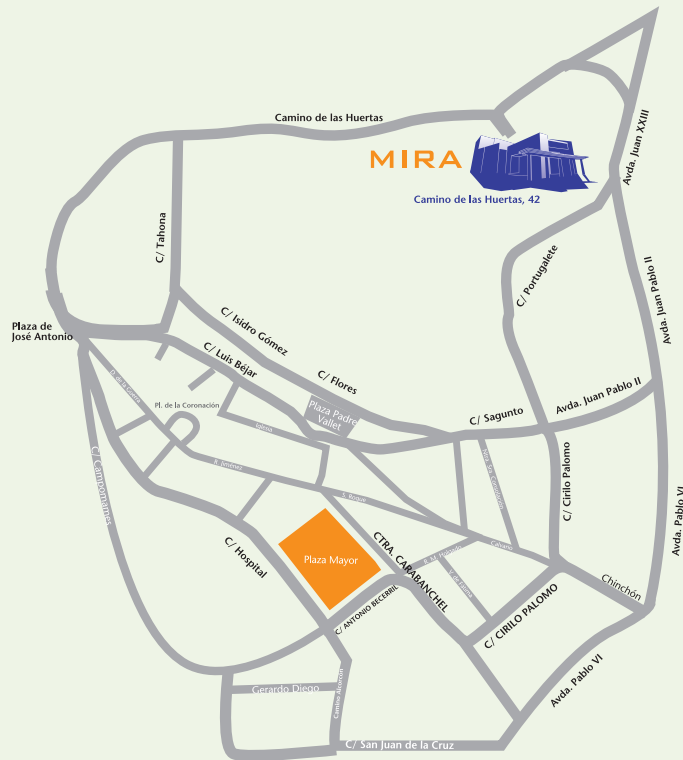 Camino de las Huertas
Avda. Juan XXIII
MIRA
Camino de las Huertas, 42
C/ Tahona
C/ Portugalete
Avda. Juan Pablo II
Plaza de
José Antonio
C/ Isidro Gómez
C/ Luis Béjar
C/ Flores
Pl. de la Coronación
Plaza Padre
Vallet
C/ Sagunto
Avda. Juan Pablo II
Iglesia
C/ Campomanes
R. Jiménez
S. Roque
C/ Cirilo Palomo
Avda. Pablo VI
C/ Hospital
Plaza Mayor
CTRA. CARABANCHEL
Calvario
Chinchón
C/ ANTONIO BECERRIL
C/ CIRILO PALOMO
Avda. Pablo VI
Gerardo Diego
Camino Alcorcón
C/ San Juan de la Cruz